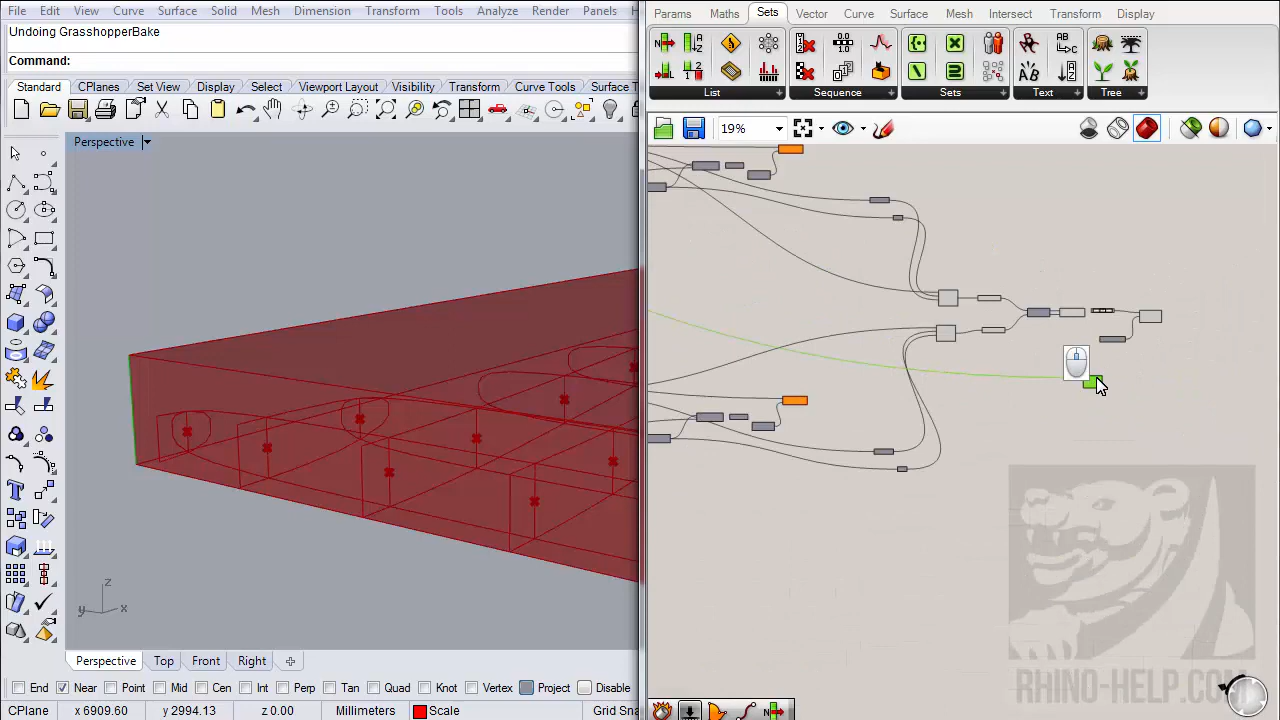 File Edit View Curve Surface Solid Mesh Dimension Transform Tools Analyze Render Panels
Undoing GrasshopperBake
Command:
Standard CPlanes Set View Display Select Viewport Layout Visibility Transform Curve Tools Surface T
Perspective
z
y
x
Perspective Top Front Right
End Near Point Mid Cen Int Perp Tan Quad Knot Vertex Project Disable
CPlane x 6909.60 y 2994.13 z 0.00 Millimeters Scale Grid Snap
Params Maths Sets Vector Curve Surface Mesh Intersect Transform Display
List Sequence Sets Text Tree
19%
RHINO-HELP.COM